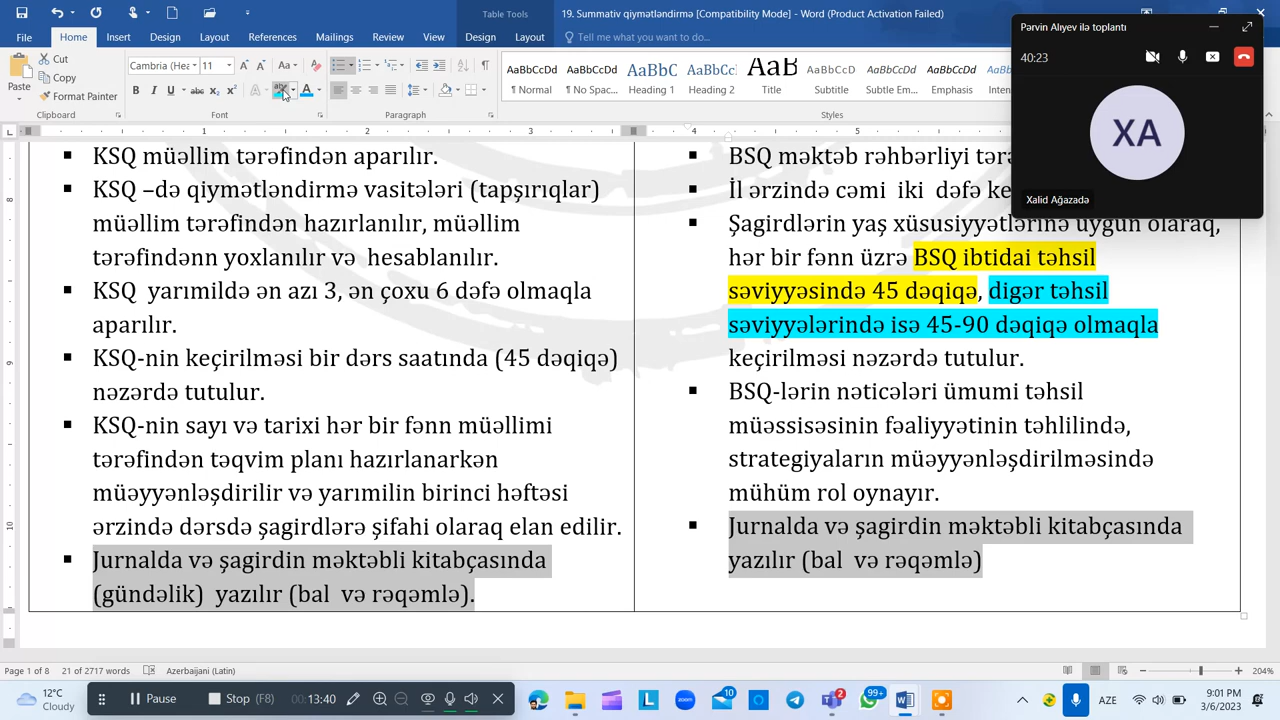 Table Tools
19. Summativ qiymətləndirmə [Compatibility Mode] - Word (Product Activation Failed)
File Home Insert Design Layout References Mailings Review View Design Layout Tell me what you want to do...
Pərvin Alıyev ilə toplantı
40:23
XA
Xalid Ağazadə
Paste
Cut
Copy
Format Painter
Cambria (Hea 11
AaBbCcDd AaBbCcDd AaBbC AaBbCcD AaB AaBbCcD AaBbCcDd AaBbCcDd
¶ Normal ¶ No Spac... Heading 1 Heading 2 Title Subtitle Subtle Em... Emphasis
Clipboard Font Paragraph Styles
KSQ müəllim tərəfindən aparılır.
KSQ –də qiymətləndirmə vasitələri (tapşırıqlar)
müəllim tərəfindən hazırlanılır, müəllim
tərəfindənn yoxlanılır və hesablanılır.
KSQ yarımildə ən azı 3, ən çoxu 6 dəfə olmaqla
aparılır.
KSQ-nin keçirilməsi bir dərs saatında (45 dəqiqə)
nəzərdə tutulur.
KSQ-nin sayı və tarixi hər bir fənn müəllimi
tərəfindən təqvim planı hazırlanarkən
müəyyənləşdirilir və yarımilin birinci həftəsi
ərzində dərsdə şagirdlərə şifahi olaraq elan edilir.
Jurnalda və şagirdin məktəbli kitabçasında
(gündəlik) yazılır (bal və rəqəmlə).
BSQ məktəb rəhbərliyi tərə
İl ərzində cəmi iki dəfə ke
Şagirdlərin yaş xüsusiyyətlərinə uyğun olaraq,
hər bir fənn üzrə BSQ ibtidai təhsil
səviyyəsində 45 dəqiqə, digər təhsil
səviyyələrində isə 45-90 dəqiqə olmaqla
keçirilməsi nəzərdə tutulur.
BSQ-lərin nəticələri ümumi təhsil
müəssisəsinin fəaliyyətinin təhlilində,
strategiyaların müəyyənləşdirilməsində
mühüm rol oynayır.
Jurnalda və şagirdin məktəbli kitabçasında
yazılır (bal və rəqəmlə)
Page 1 of 8 21 of 2717 words Azerbaijani (Latin) 204%
12°C
Cloudy
Pause Stop (F8) 00:13:40
zoom 10 2 99+
AZE
9:01 PM
3/6/2023